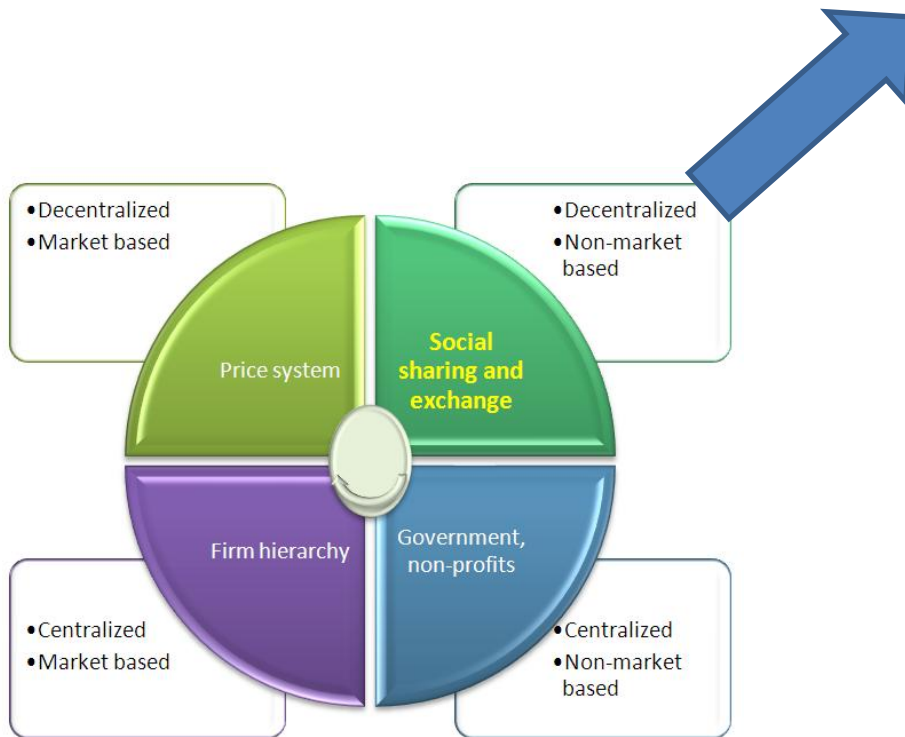 •Decentralized
•Market based
•Decentralized
•Non-market
based
Price system
Social
sharing and
exchange
Firm hierarchy
Government,
non-profits
•Centralized
•Market based
•Centralized
•Non-market
based